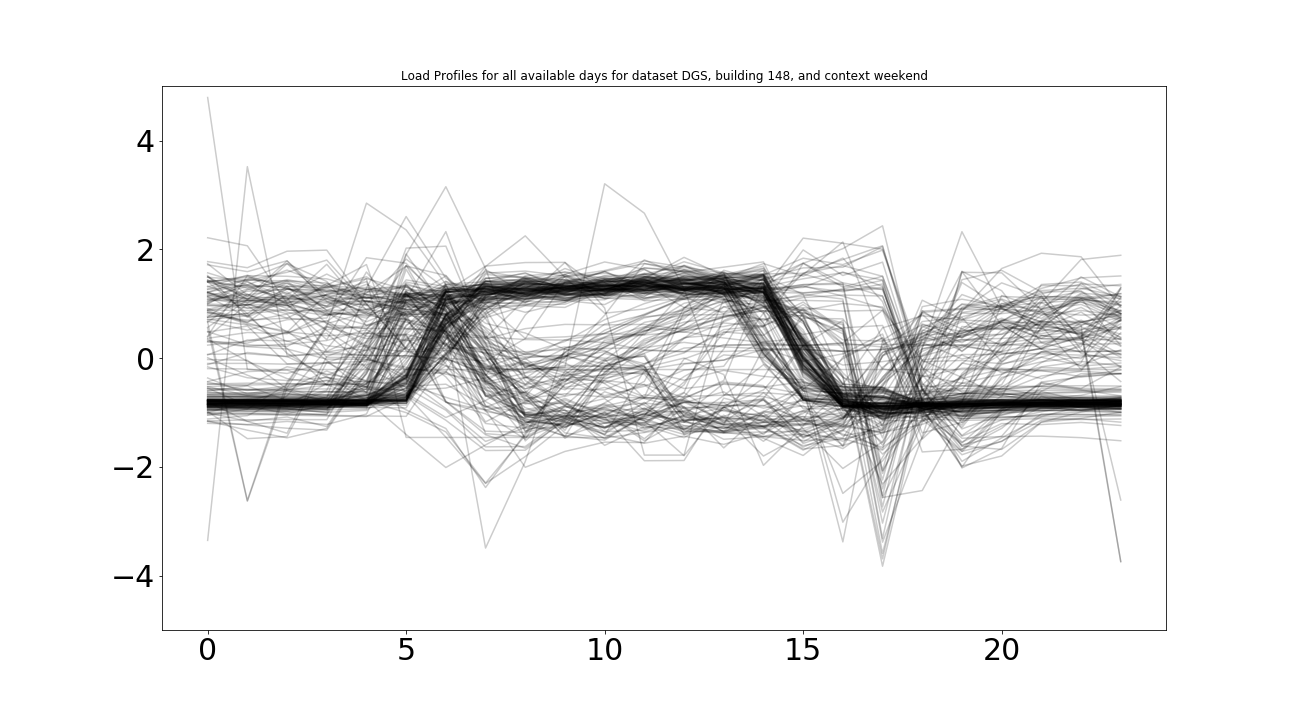 Load Profiles for all available days for dataset DGS, building 148, and context weekend
4
2
0
−2
−4
0 5 10 15 20